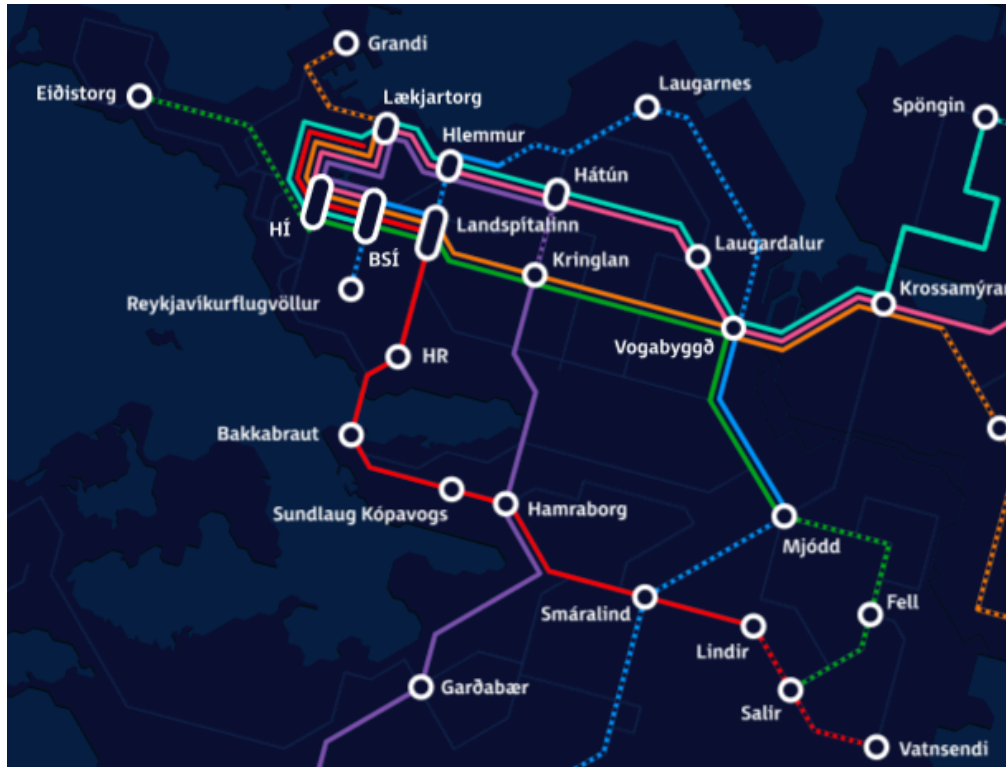 Grandi
Eiðistorg
Laugarnes
Lækjartorg
Spöngin
Hlemmur
Hátún
HÍ
Landspítalinn
BSÍ
Laugardalur
Kringlan
Krossamýrar
Reykjavíkurflugvöllur
Vogabyggð
HR
Bakkabraut
Sundlaug Kópavogs
Hamraborg
Mjódd
Smáralind
Fell
Lindir
Garðabær
Salir
Vatnsendi